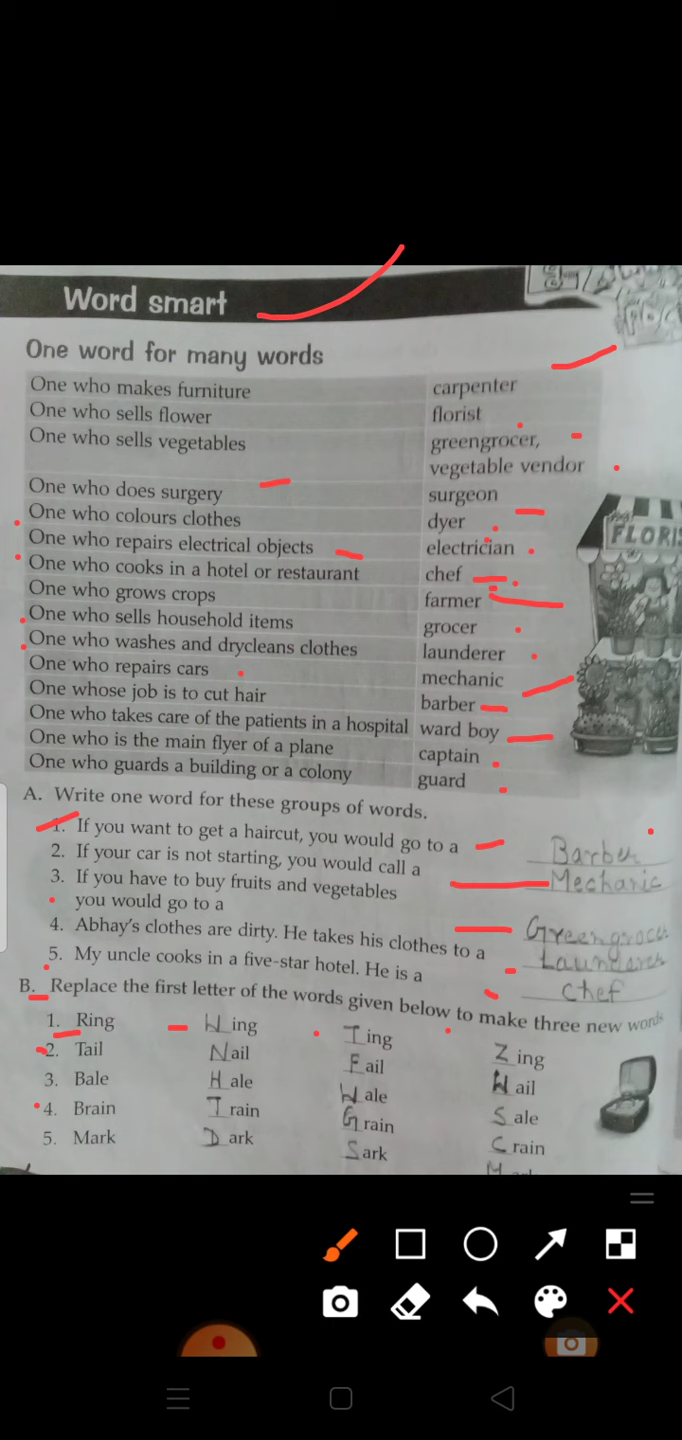 Word smart
One word for many words
One who makes furniture carpenter
One who sells flower florist
One who sells vegetables greengrocer,
vegetable vendor
One who does surgery surgeon
One who colours clothes dyer
One who repairs electrical objects electrician
One who cooks in a hotel or restaurant chef
One who grows crops farmer
One who sells household items grocer
One who washes and drycleans clothes launderer
One who repairs cars mechanic
One whose job is to cut hair barber
One who takes care of the patients in a hospital ward boy
One who is the main flyer of a plane captain
One who guards a building or a colony guard
FLORIS
A. Write one word for these groups of words.
1. If you want to get a haircut, you would go to a Barber
2. If your car is not starting, you would call a Mechanic
3. If you have to buy fruits and vegetables
you would go to a Greengrocer
4. Abhay's clothes are dirty. He takes his clothes to a Launderer
5. My uncle cooks in a five-star hotel. He is a Chef
B. Replace the first letter of the words given below to make three new words
1. Ring Wing Ting Zing
2. Tail Nail Fail Wail
3. Bale Hale Wale Sale
4. Brain Train Grain Crain
5. Mark Dark Sark